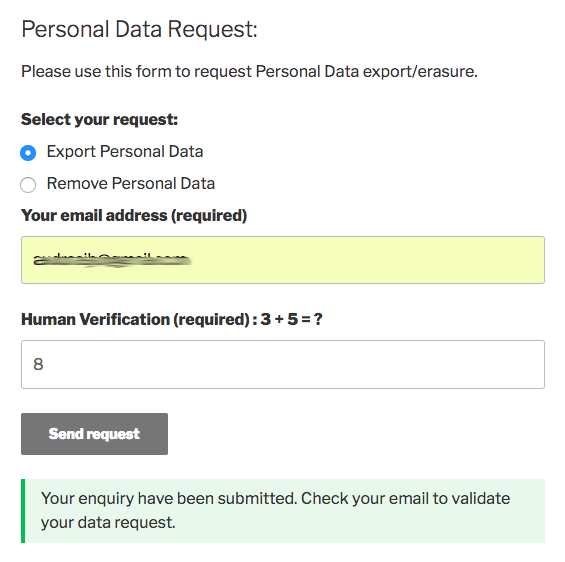 Personal Data Request:
Please use this form to request Personal Data export/erasure.
Select your request:
Export Personal Data
Remove Personal Data
Your email address (required)
Human Verification (required) : 3 + 5 = ?
8
Send request
Your enquiry have been submitted. Check your email to validate
your data request.